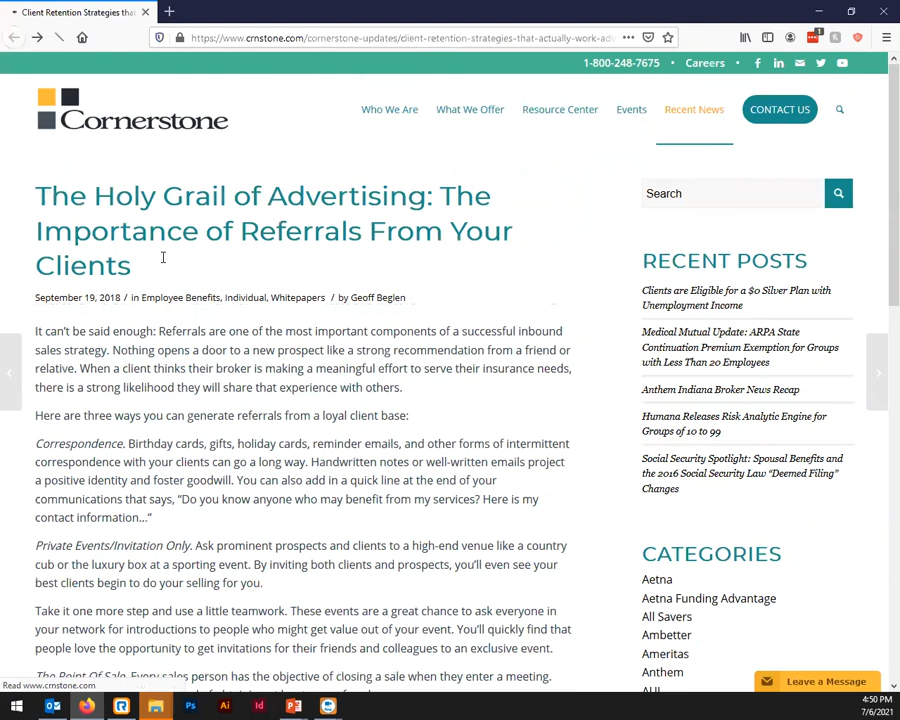 Client Retention Strategies tha
https://www.crnstone.com/cornerstone-updates/client-retention-strategies-that-actually-work-adv
1
1-800-248-7675 • Careers •
Cornerstone
Who We Are
What We Offer
Resource Center
Events
Recent News
CONTACT US
The Holy Grail of Advertising: The
Importance of Referrals From Your
Clients
September 19, 2018 / in Employee Benefits, Individual, Whitepapers / by Geoff Beglen
It can’t be said enough: Referrals are one of the most important components of a successful inbound
sales strategy. Nothing opens a door to a new prospect like a strong recommendation from a friend or
relative. When a client thinks their broker is making a meaningful effort to serve their insurance needs,
there is a strong likelihood they will share that experience with others.
Here are three ways you can generate referrals from a loyal client base:
Correspondence. Birthday cards, gifts, holiday cards, reminder emails, and other forms of intermittent
correspondence with your clients can go a long way. Handwritten notes or well-written emails project
a positive identity and foster goodwill. You can also add in a quick line at the end of your
communications that says, “Do you know anyone who may benefit from my services? Here is my
contact information…”
Private Events/Invitation Only. Ask prominent prospects and clients to a high-end venue like a country
cub or the luxury box at a sporting event. By inviting both clients and prospects, you’ll even see your
best clients begin to do your selling for you.
Take it one more step and use a little teamwork. These events are a great chance to ask everyone in
your network for introductions to people who might get value out of your event. You’ll quickly find that
people love the opportunity to get invitations for their friends and colleagues to an exclusive event.
The Point Of Sale. Every sales person has the objective of closing a sale when they enter a meeting.
Search
RECENT POSTS
Clients are Eligible for a $0 Silver Plan with
Unemployment Income
Medical Mutual Update: ARPA State
Continuation Premium Exemption for Groups
with Less Than 20 Employees
Anthem Indiana Broker News Recap
Humana Releases Risk Analytic Engine for
Groups of 10 to 99
Social Security Spotlight: Spousal Benefits and
the 2016 Social Security Law “Deemed Filing”
Changes
CATEGORIES
Aetna
Aetna Funding Advantage
All Savers
Ambetter
Ameritas
Anthem
Leave a Message
Read www.crnstone.com
Ps
Ai
Id
4:50 PM
7/6/2021